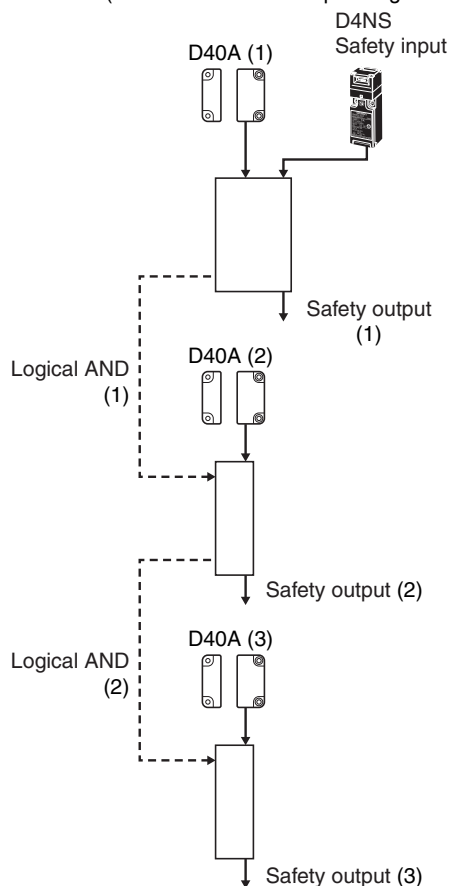 D4NS
Safety input
D40A (1)
Safety output
(1)
D40A (2)
Logical AND
(1)
Safety output (2)
D40A (3)
Logical AND
(2)
Safety output (3)